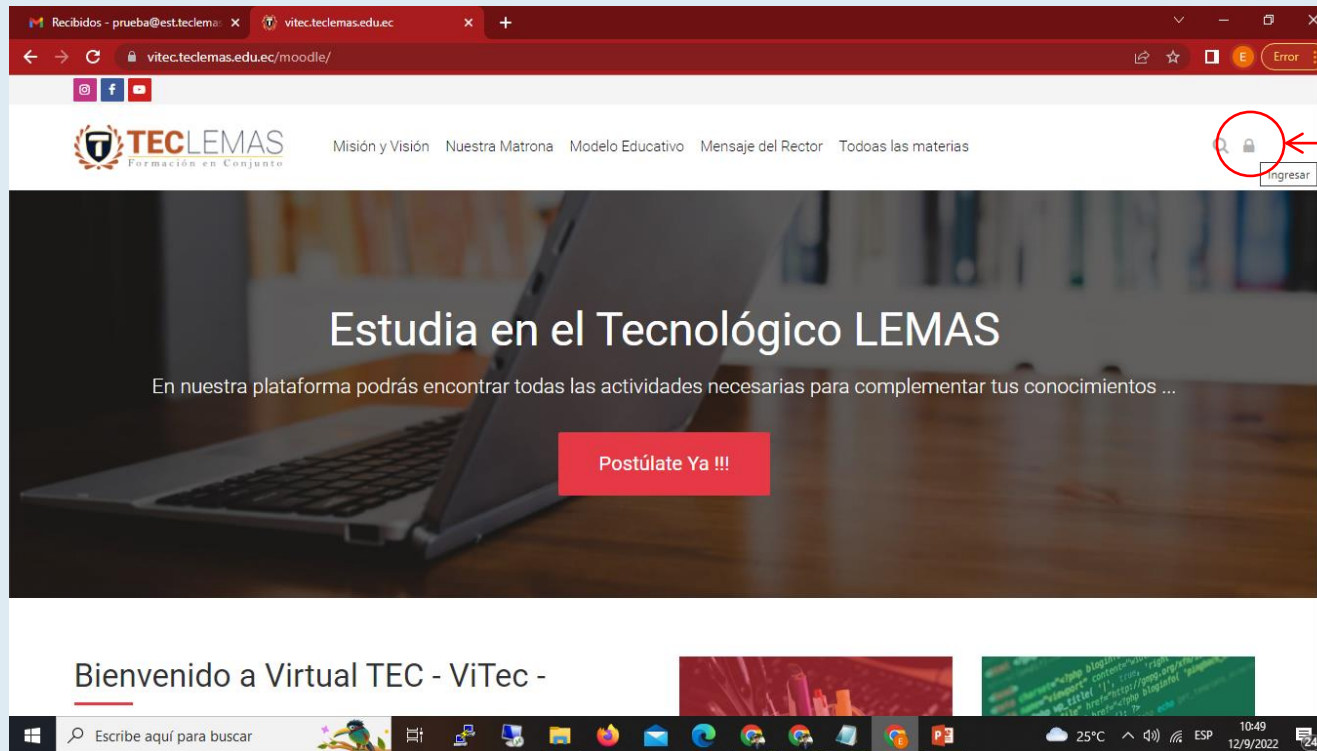 Recibidos - prueba@est.teclema
vitec.teclemas.edu.ec
vitec.teclemas.edu.ec/moodle/
E
Error
TECLEMAS
Formación en Conjunto
Misión y Visión Nuestra Matrona Modelo Educativo Mensaje del Rector Todoas las materias
Ingresar
Estudia en el Tecnológico LEMAS
En nuestra plataforma podrás encontrar todas las actividades necesarias para complementar tus conocimientos ...
Postúlate Ya !!!
Bienvenido a Virtual TEC - ViTec -
Escribe aquí para buscar
25°C
ESP
10:49
12/9/2022
24